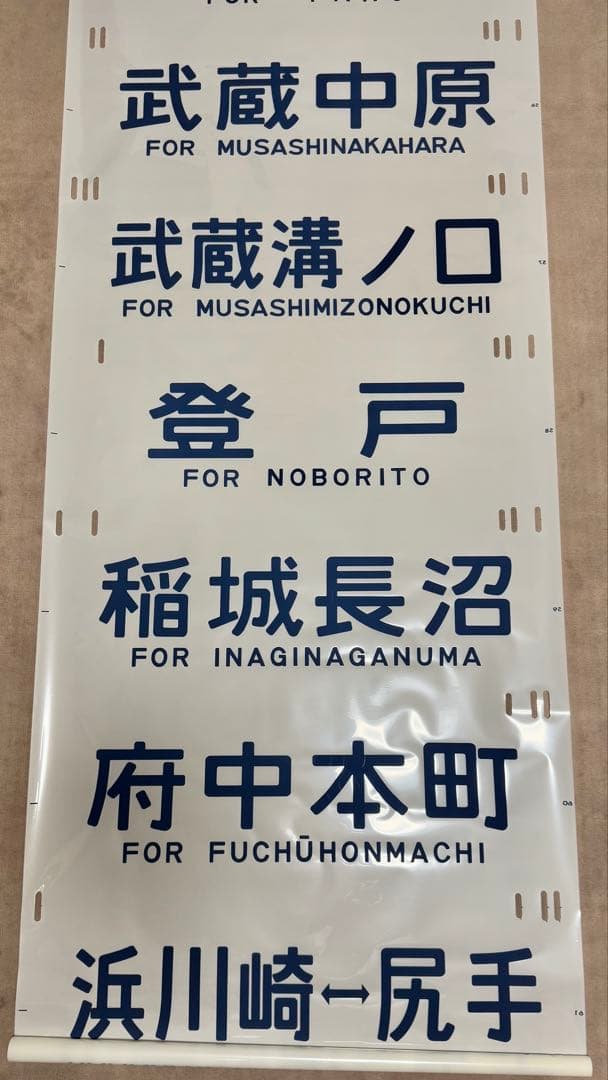 武蔵中原
FOR MUSASHINAKAHARA
武蔵溝ノ口
FOR MUSASHIMIZONOKUCHI
登戸
FOR NOBORITO
稲城長沼
FOR INAGINAGANUMA
府中本町
FOR FUCHŪHONMACHI
浜川崎↔尻手